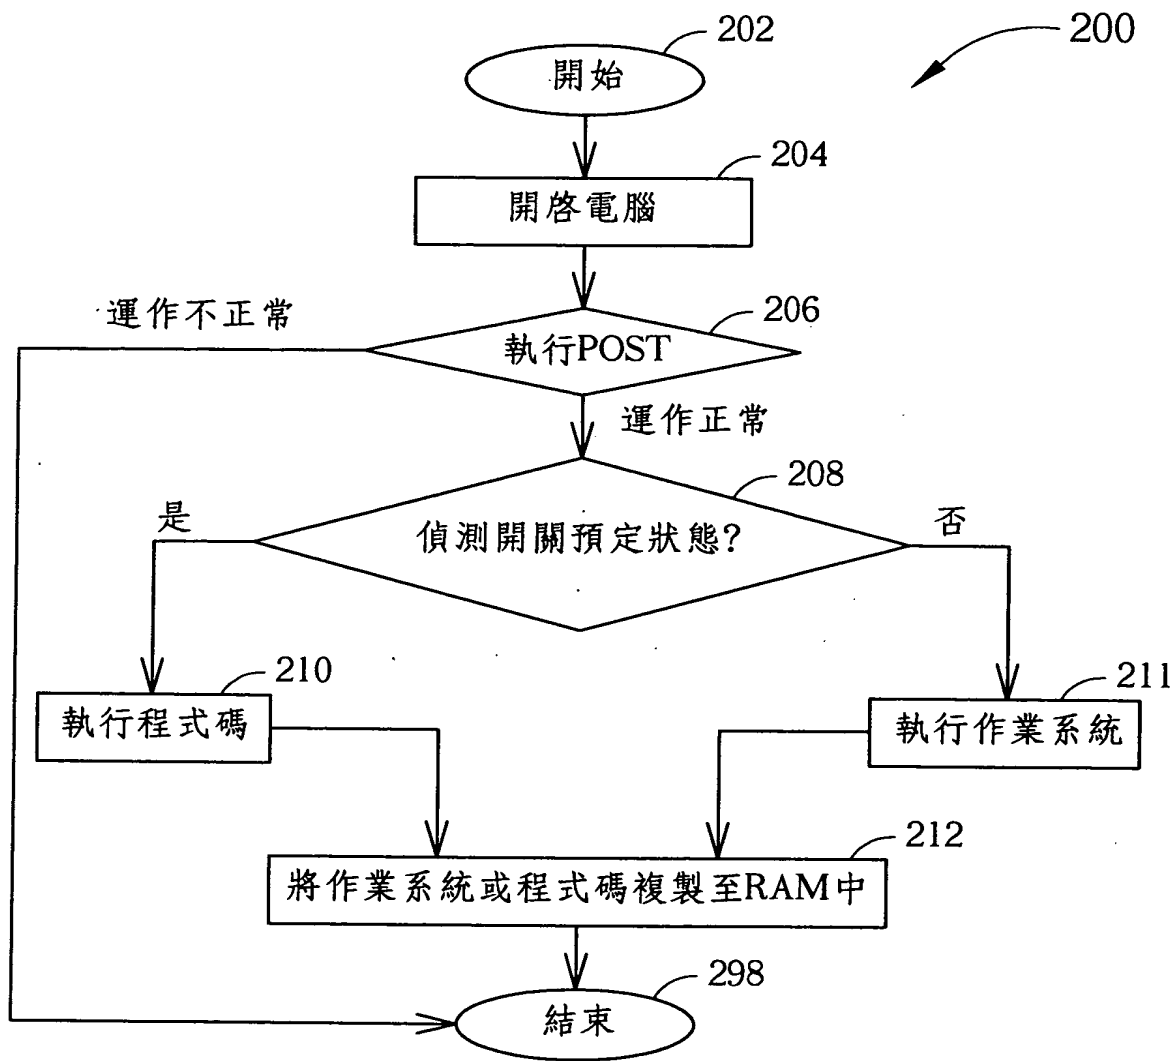 202
200
開始
204
開啓電腦
運作不正常
206
執行POST
運作正常
208
是
偵測開關預定狀態?
否
210
211
執行程式碼
執行作業系統
212
將作業系統或程式碼複製至RAM中
298
結束